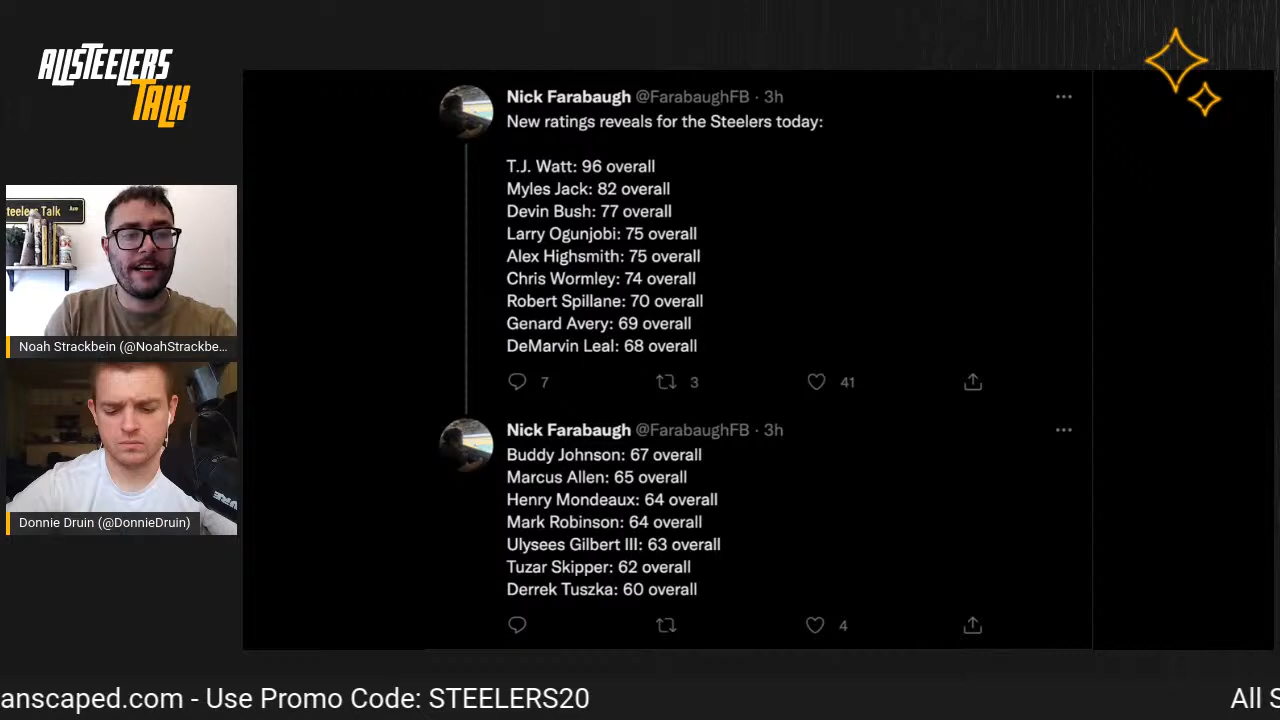 ALLSTEELERS
TALK
Nick Farabaugh @FarabaughFB · 3h
New ratings reveals for the Steelers today:
T.J. Watt: 96 overall
Myles Jack: 82 overall
Devin Bush: 77 overall
Larry Ogunjobi: 75 overall
Alex Highsmith: 75 overall
Chris Wormley: 74 overall
Robert Spillane: 70 overall
Genard Avery: 69 overall
DeMarvin Leal: 68 overall
7 3 41
teelers Talk Ave
Noah Strackbein (@NoahStrackbe...
Nick Farabaugh @FarabaughFB · 3h
Buddy Johnson: 67 overall
Marcus Allen: 65 overall
Henry Mondeaux: 64 overall
Mark Robinson: 64 overall
Ulysees Gilbert III: 63 overall
Tuzar Skipper: 62 overall
Derrek Tuszka: 60 overall
4
Donnie Druin (@DonnieDruin)
anscaped.com - Use Promo Code: STEELERS20
All S